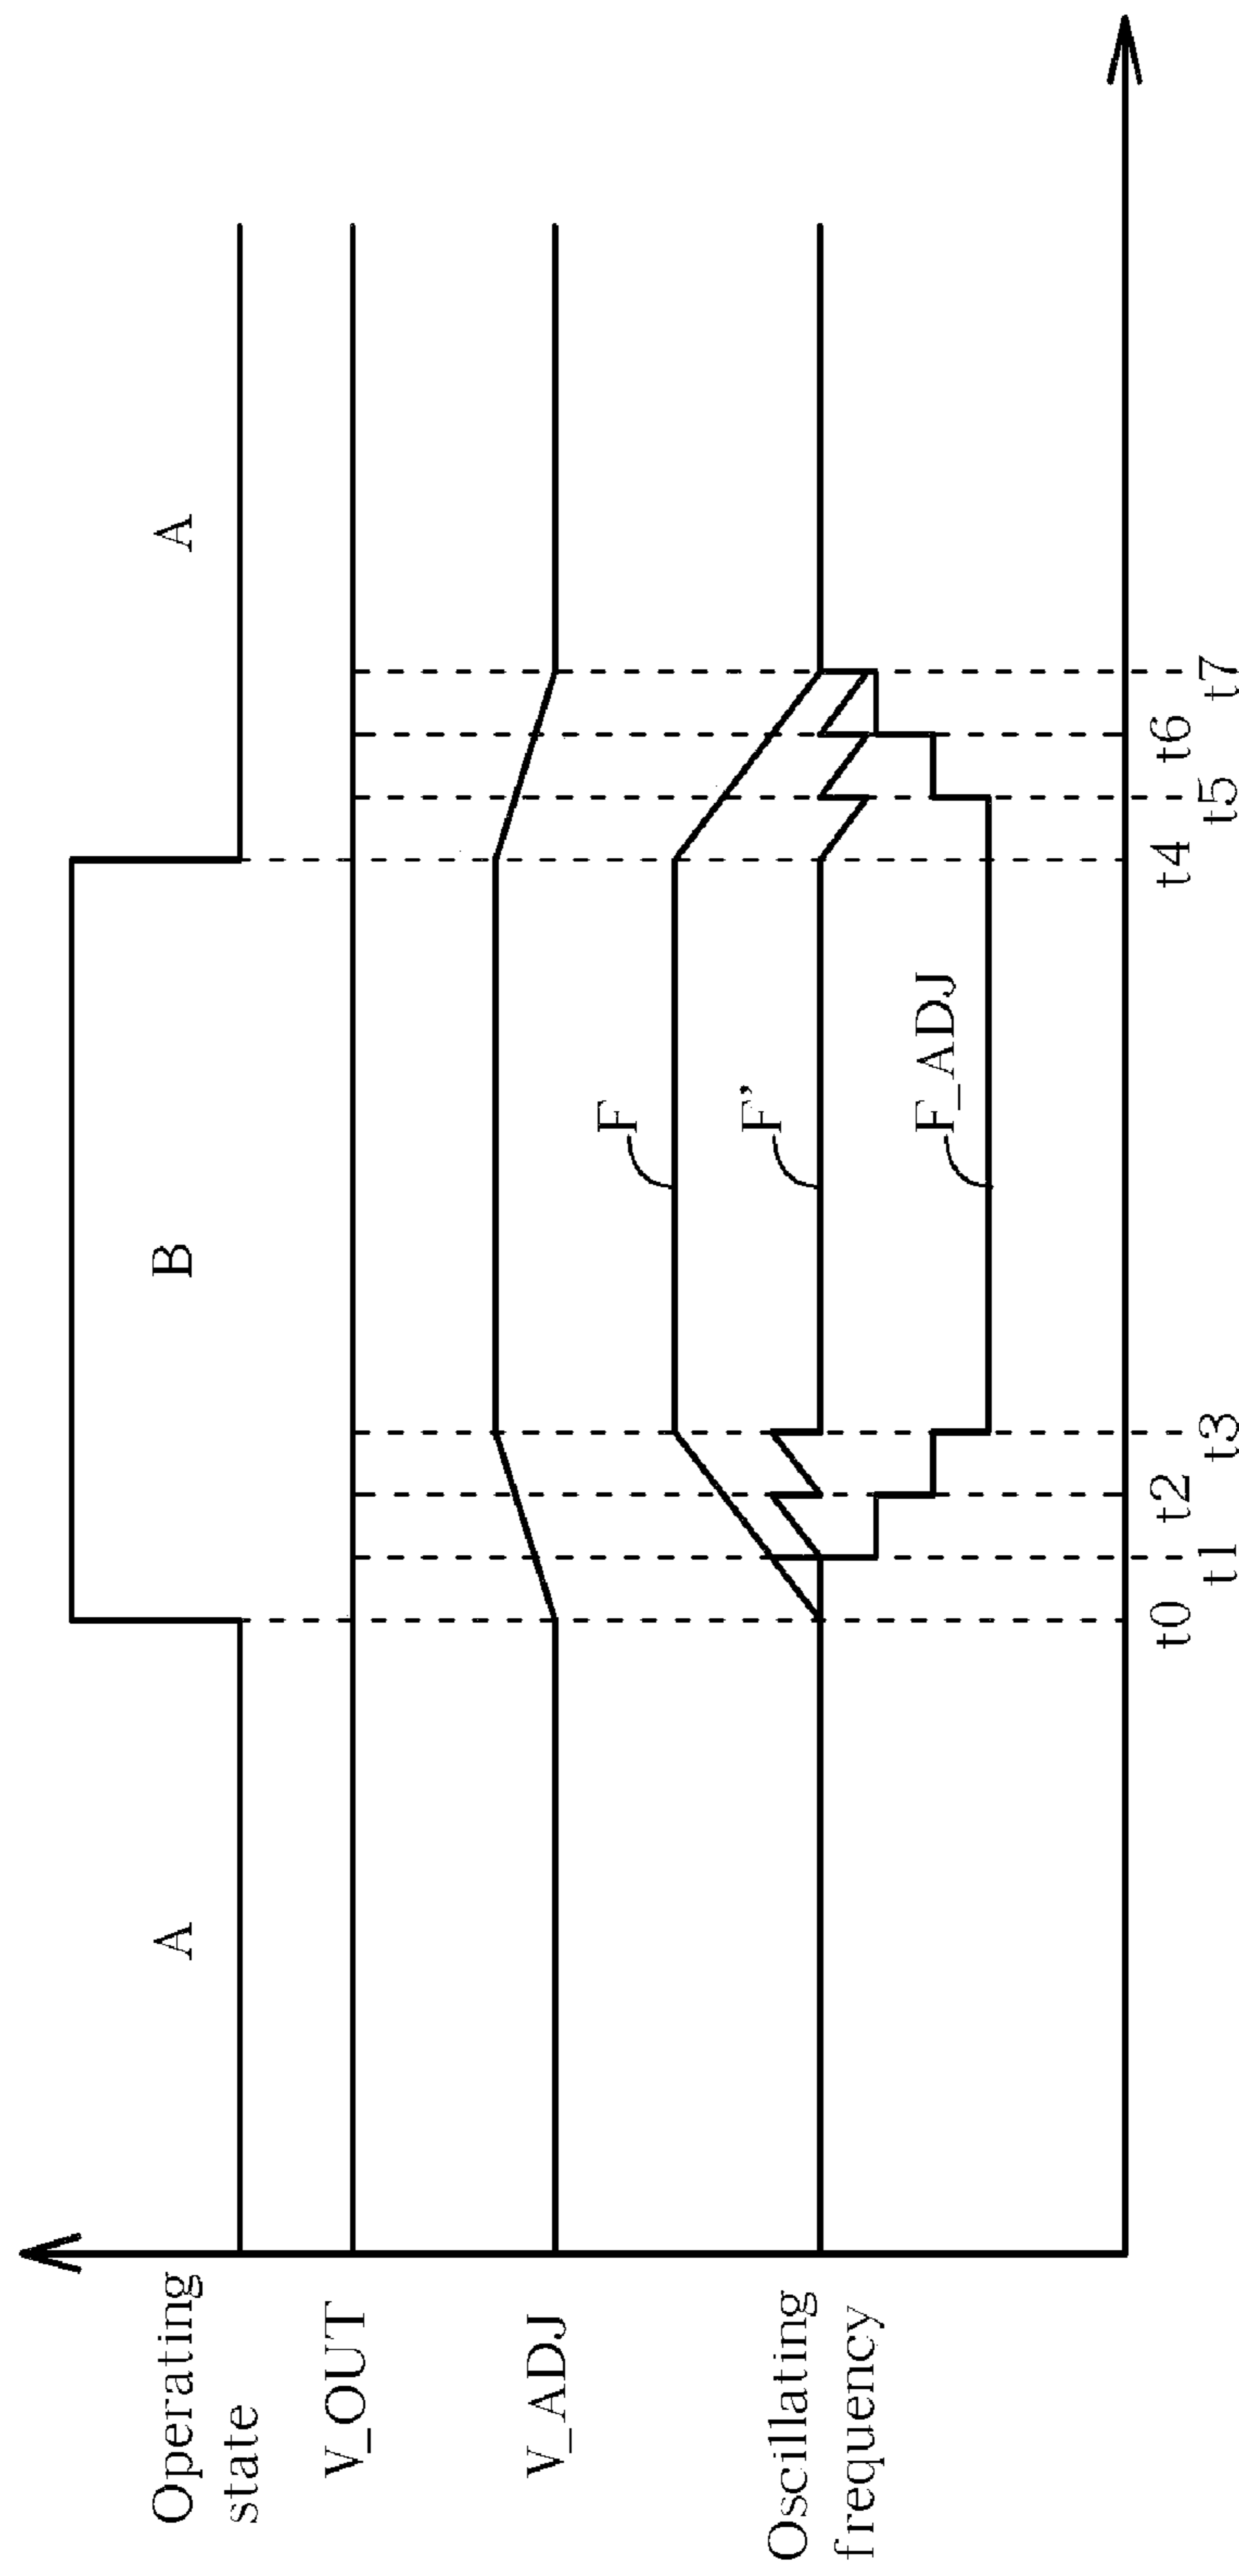 Operating
state
A
B
A
V_OUT
V_ADJ
F
F'
F_ADJ
Oscillating
frequency
t0
t1
t2
t3
t4
t5
t6
t7